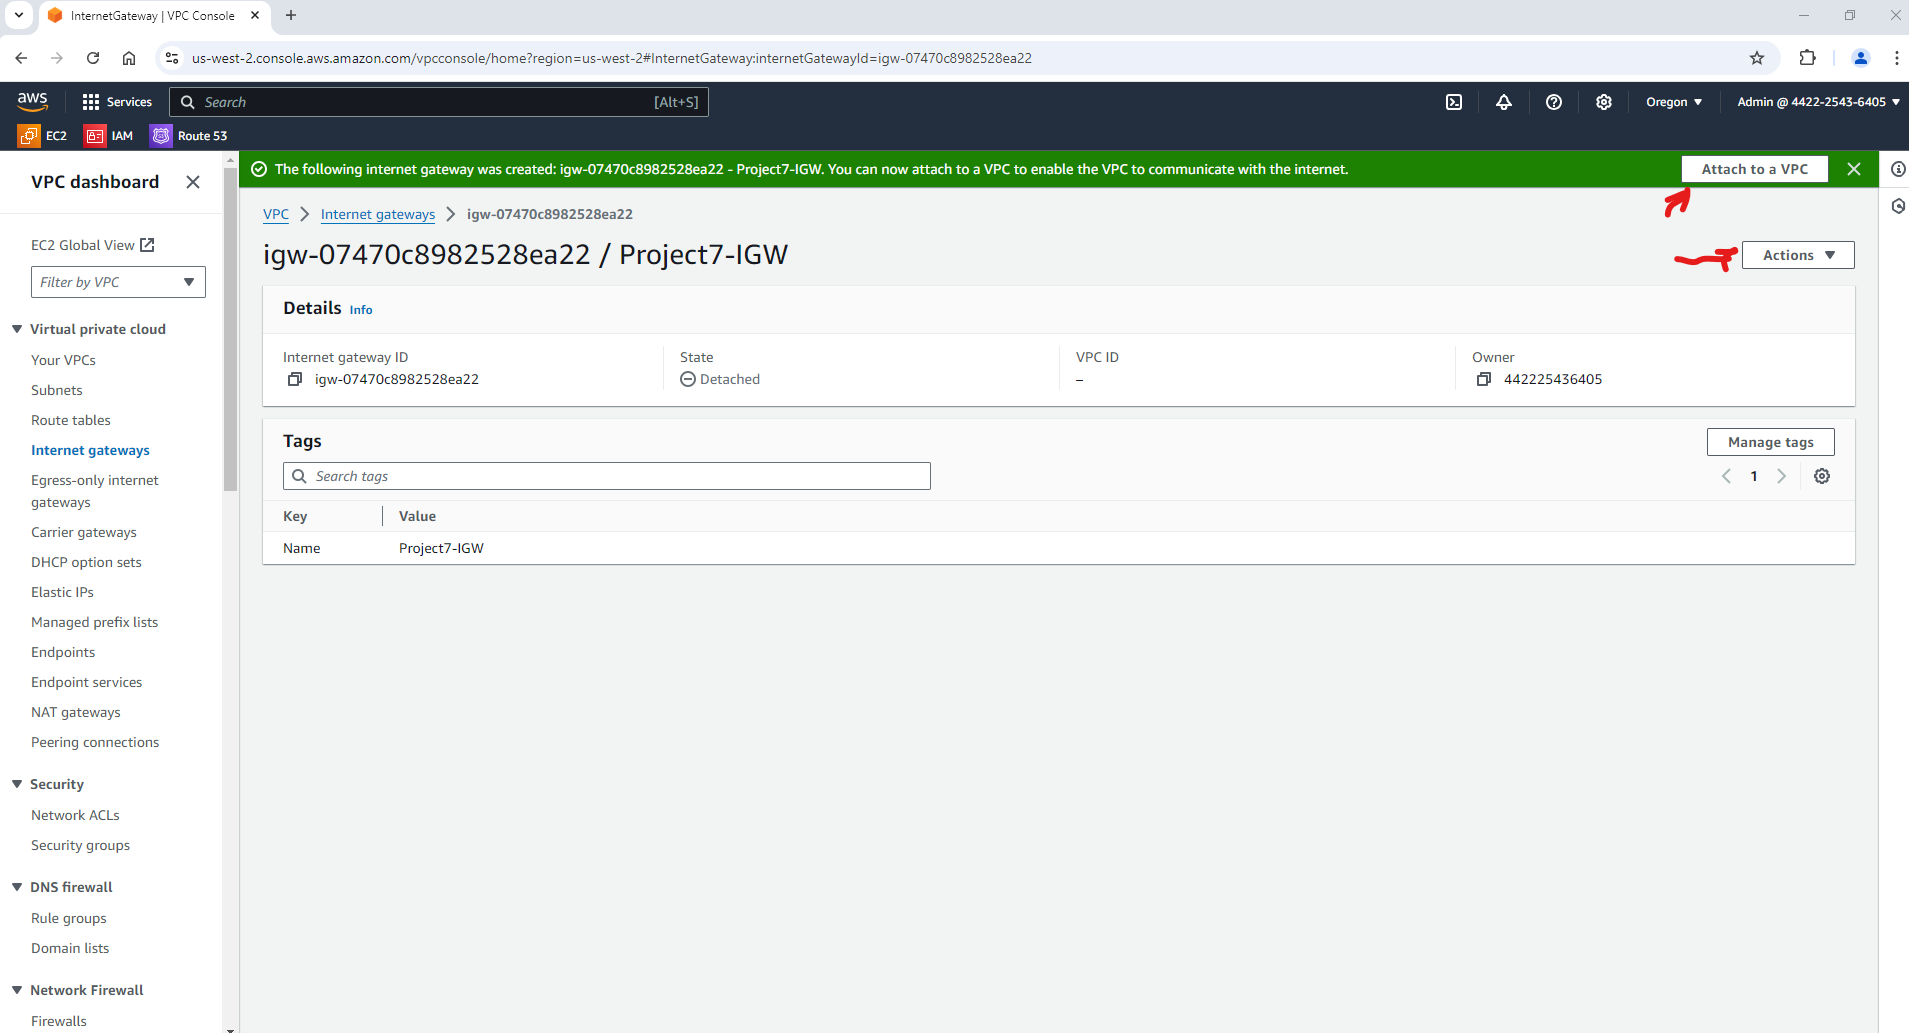 InternetGateway | VPC Console
us-west-2.console.aws.amazon.com/vpcconsole/home?region=us-west-2#InternetGateway:internetGatewayId=igw-07470c8982528ea22
aws
Services
Search
[Alt+S]
Oregon
Admin @ 4422-2543-6405
EC2
IAM
Route 53
VPC dashboard
EC2 Global View
Filter by VPC
Virtual private cloud
Your VPCs
Subnets
Route tables
Internet gateways
Egress-only internet
gateways
Carrier gateways
DHCP option sets
Elastic IPs
Managed prefix lists
Endpoints
Endpoint services
NAT gateways
Peering connections
Security
Network ACLs
Security groups
DNS firewall
Rule groups
Domain lists
Network Firewall
Firewalls
The following internet gateway was created: igw-07470c8982528ea22 - Project7-IGW. You can now attach to a VPC to enable the VPC to communicate with the internet.
Attach to a VPC
VPC
Internet gateways
igw-07470c8982528ea22
igw-07470c8982528ea22 / Project7-IGW
Actions
Details Info
Internet gateway ID
igw-07470c8982528ea22
State
Detached
VPC ID
–
Owner
442225436405
Tags
Manage tags
Search tags
1
Key
Value
Name
Project7-IGW